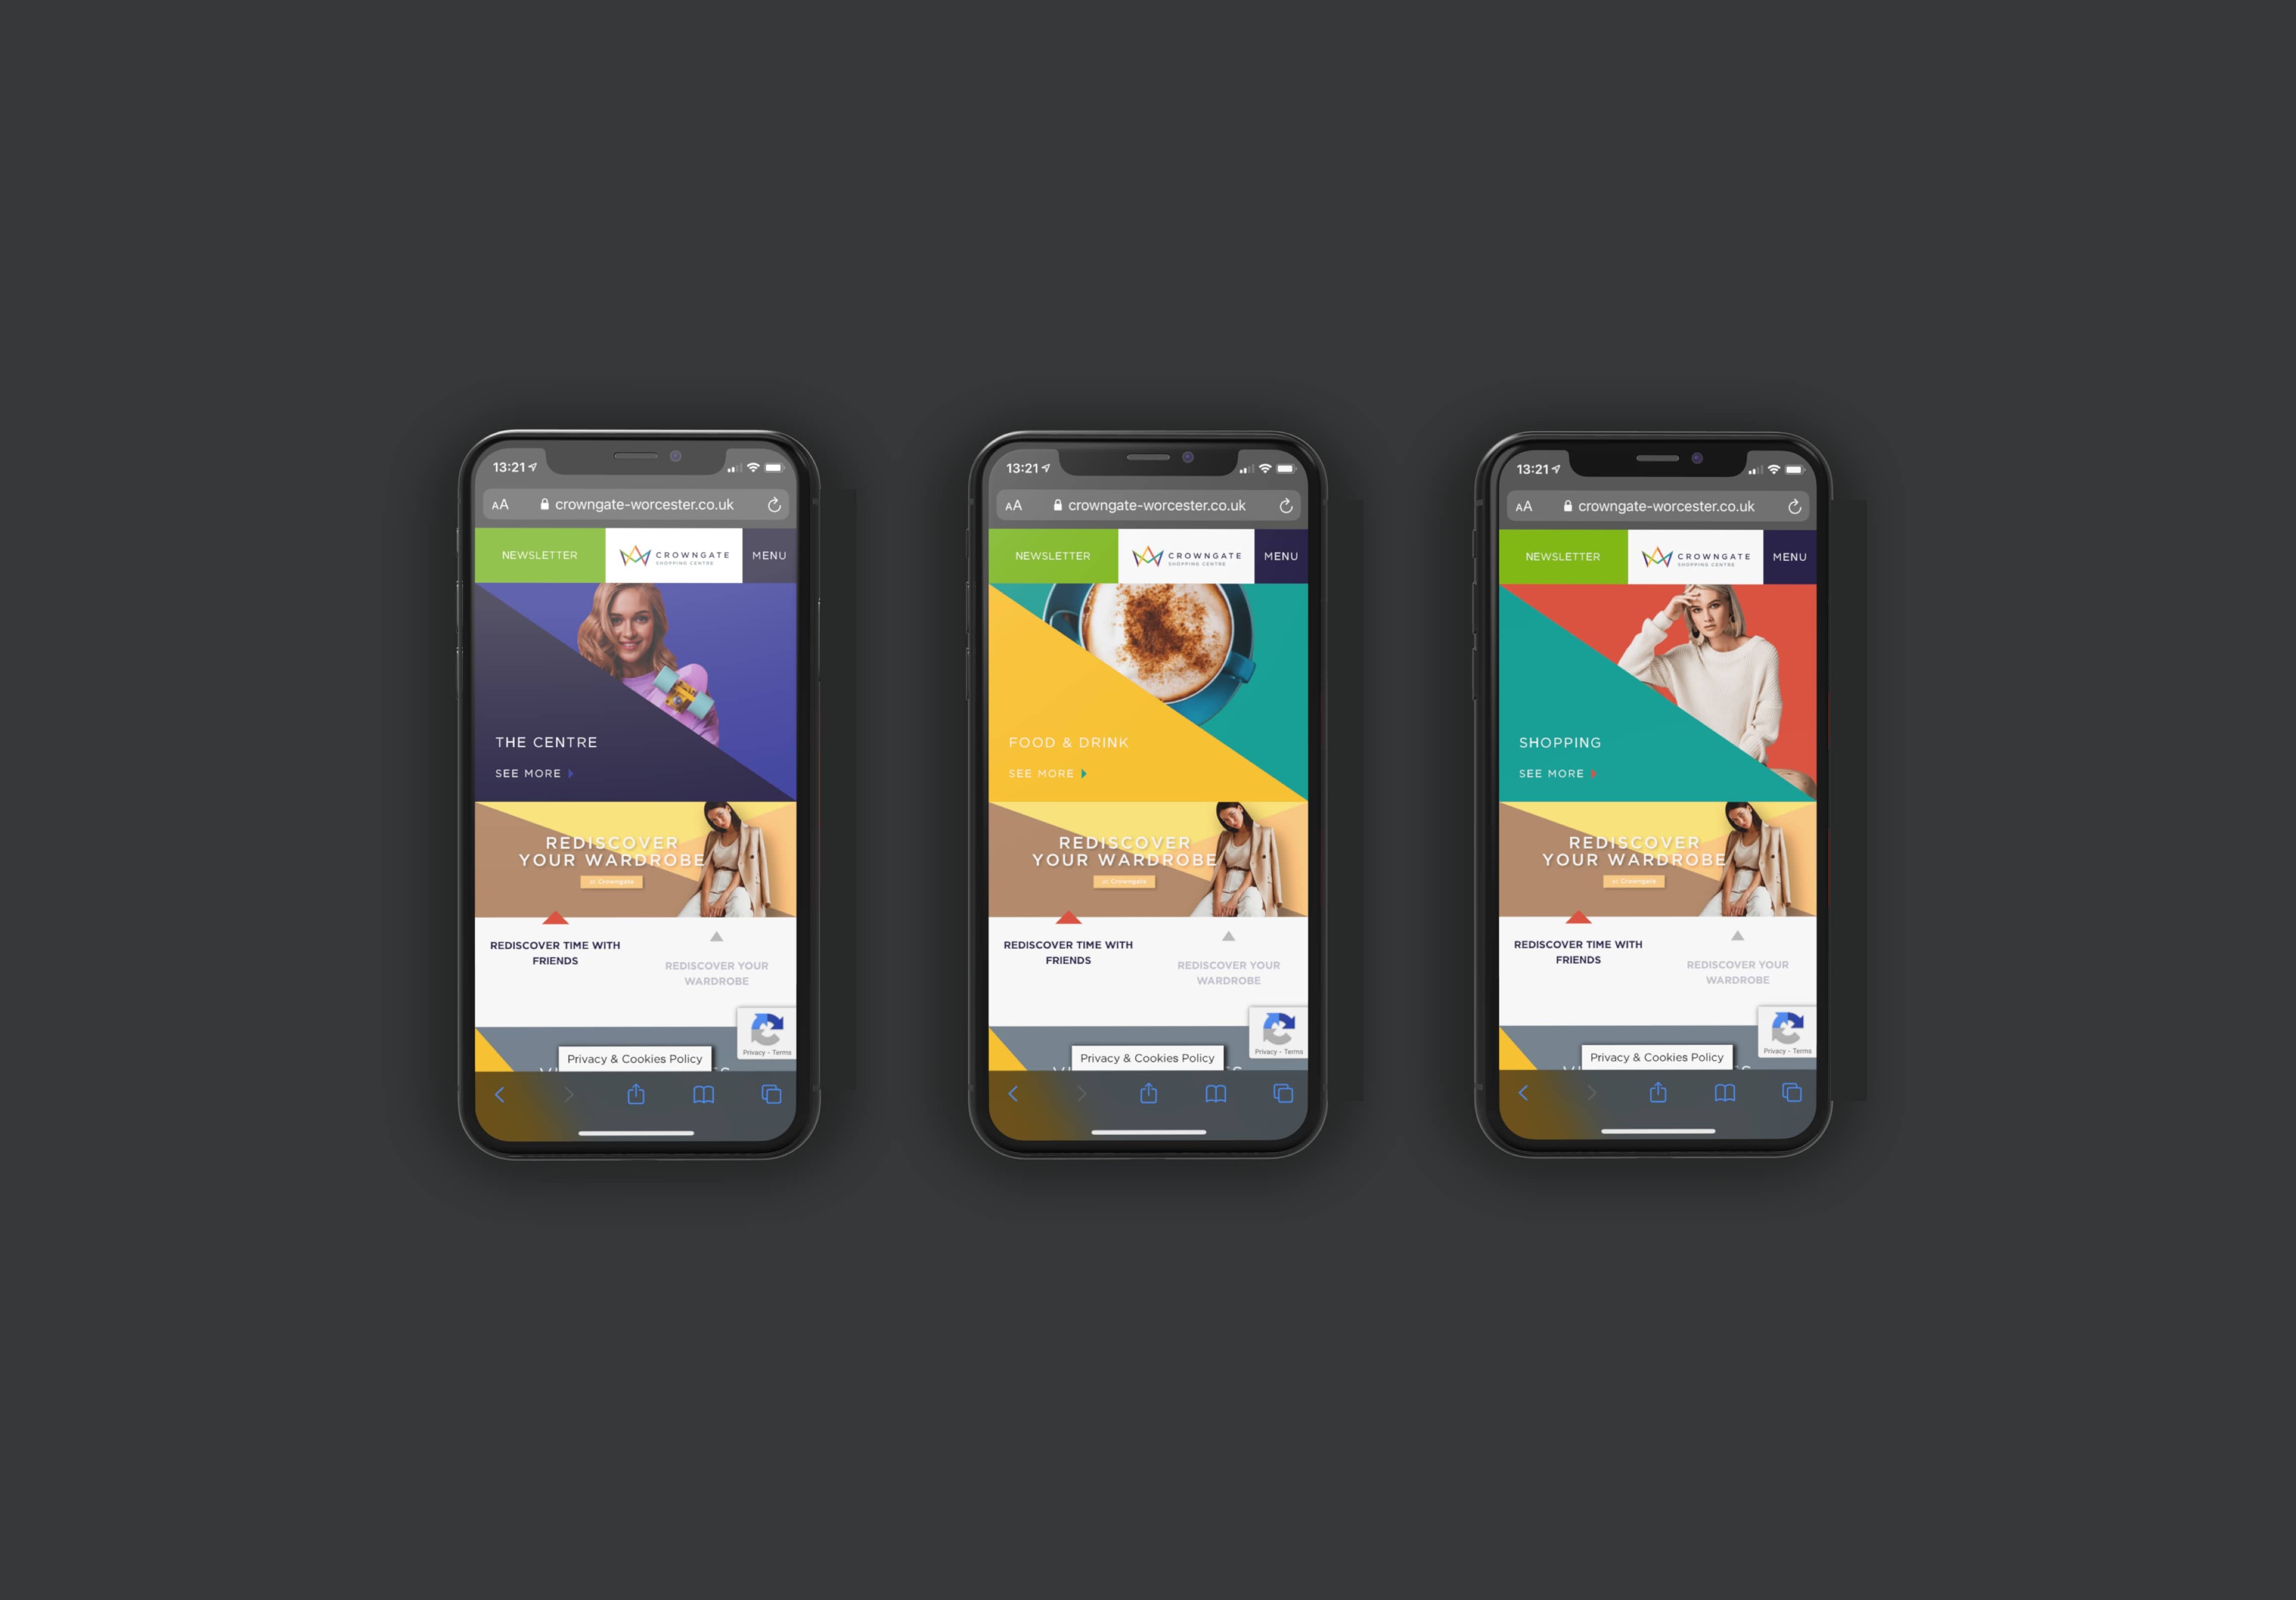 13:21
AA crowngate-worcester.co.uk
NEWSLETTER
CROWNGATE
SHOPPING CENTRE
MENU
THE CENTRE
SEE MORE
REDISCOVER
YOUR WARDROBE
at Crowngate
REDISCOVER TIME WITH
FRIENDS
REDISCOVER YOUR
WARDROBE
Privacy - Terms
Privacy & Cookies Policy
13:21
AA crowngate-worcester.co.uk
NEWSLETTER
CROWNGATE
SHOPPING CENTRE
MENU
FOOD & DRINK
SEE MORE
REDISCOVER
YOUR WARDROBE
at Crowngate
REDISCOVER TIME WITH
FRIENDS
REDISCOVER YOUR
WARDROBE
Privacy - Terms
Privacy & Cookies Policy
13:21
AA crowngate-worcester.co.uk
NEWSLETTER
CROWNGATE
SHOPPING CENTRE
MENU
SHOPPING
SEE MORE
REDISCOVER
YOUR WARDROBE
at Crowngate
REDISCOVER TIME WITH
FRIENDS
REDISCOVER YOUR
WARDROBE
Privacy - Terms
Privacy & Cookies Policy